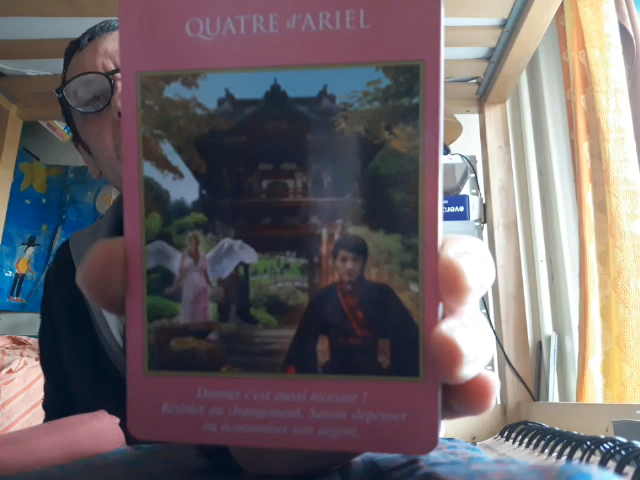 QUATRE d'ARIEL
Donner c'est aussi recevoir !
Résister au changement. Savoir dépenser
ou économiser son argent.